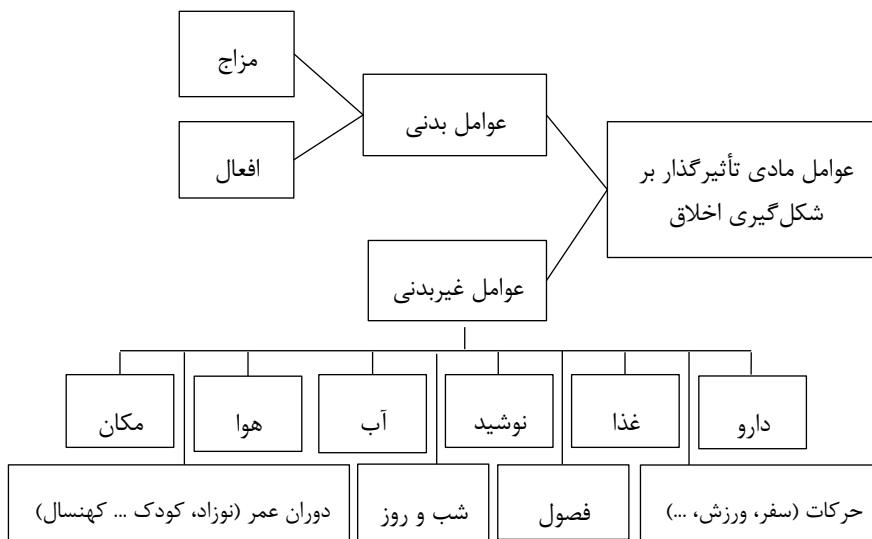 مزاج
عوامل بدنی
افعال
عوامل مادی تأثیرگذار بر
شکل‌گیری اخلاق
عوامل غیربدنی
دارو
غذا
نوشید
آب
هوا
مکان
حرکات (سفر، ورزش، ...)
فصول
شب و روز
دوران عمر (نوزاد، کودک ... کهنسال)